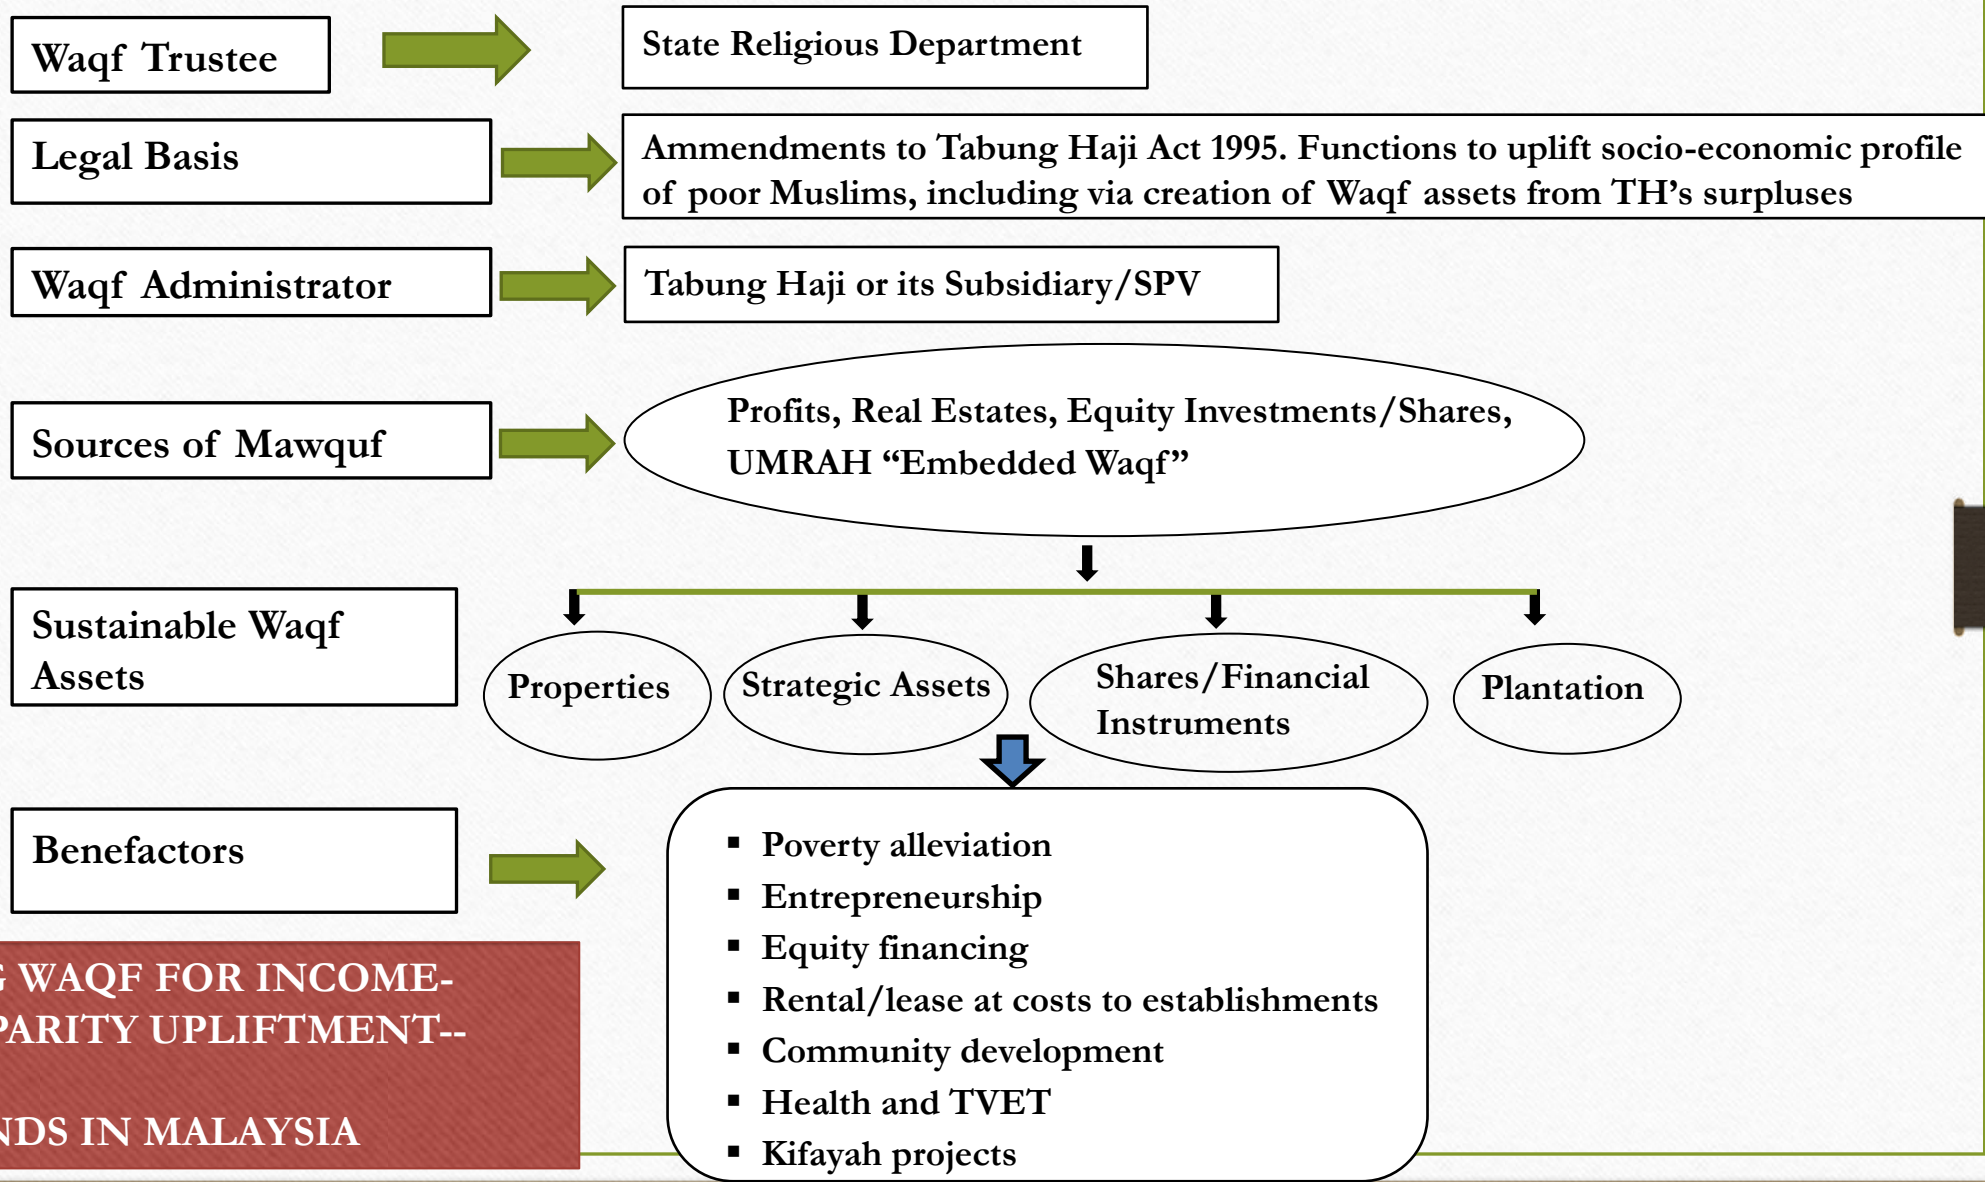 Waqf Trustee
State Religious Department
Legal Basis
Ammendments to Tabung Haji Act 1995. Functions to uplift socio-economic profile
of poor Muslims, including via creation of Waqf assets from TH’s surpluses
Waqf Administrator
Tabung Haji or its Subsidiary/SPV
Sources of Mawquf
Profits, Real Estates, Equity Investments/Shares,
UMRAH “Embedded Waqf”
Sustainable Waqf
Assets
Properties
Strategic Assets
Shares/Financial
Instruments
Plantation
Benefactors
▪ Poverty alleviation
▪ Entrepreneurship
▪ Equity financing
▪ Rental/lease at costs to establishments
▪ Community development
▪ Health and TVET
▪ Kifayah projects
WAQF FOR INCOME-
PARITY UPLIFTMENT--
NDS IN MALAYSIA